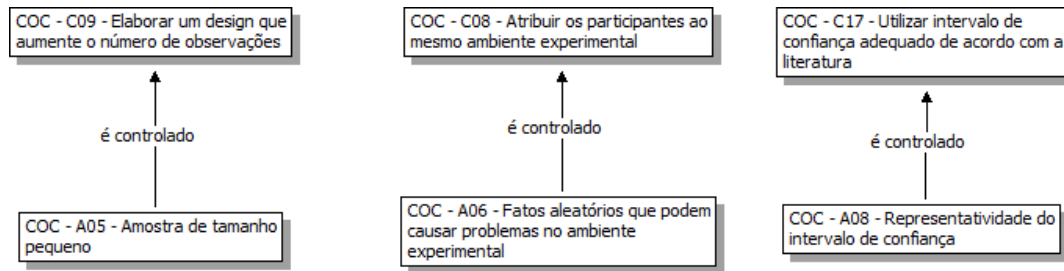 COC - C09 - Elaborar um design que
aumente o número de observações
COC - C08 - Atribuir os participantes ao
mesmo ambiente experimental
COC - C17 - Utilizar intervalo de
confiança adequado de acordo com a
literatura
é controlado
é controlado
é controlado
COC - A05 - Amostra de tamanho
pequeno
COC - A06 - Fatos aleatórios que podem
causar problemas no ambiente
experimental
COC - A08 - Representatividade do
intervalo de confiança